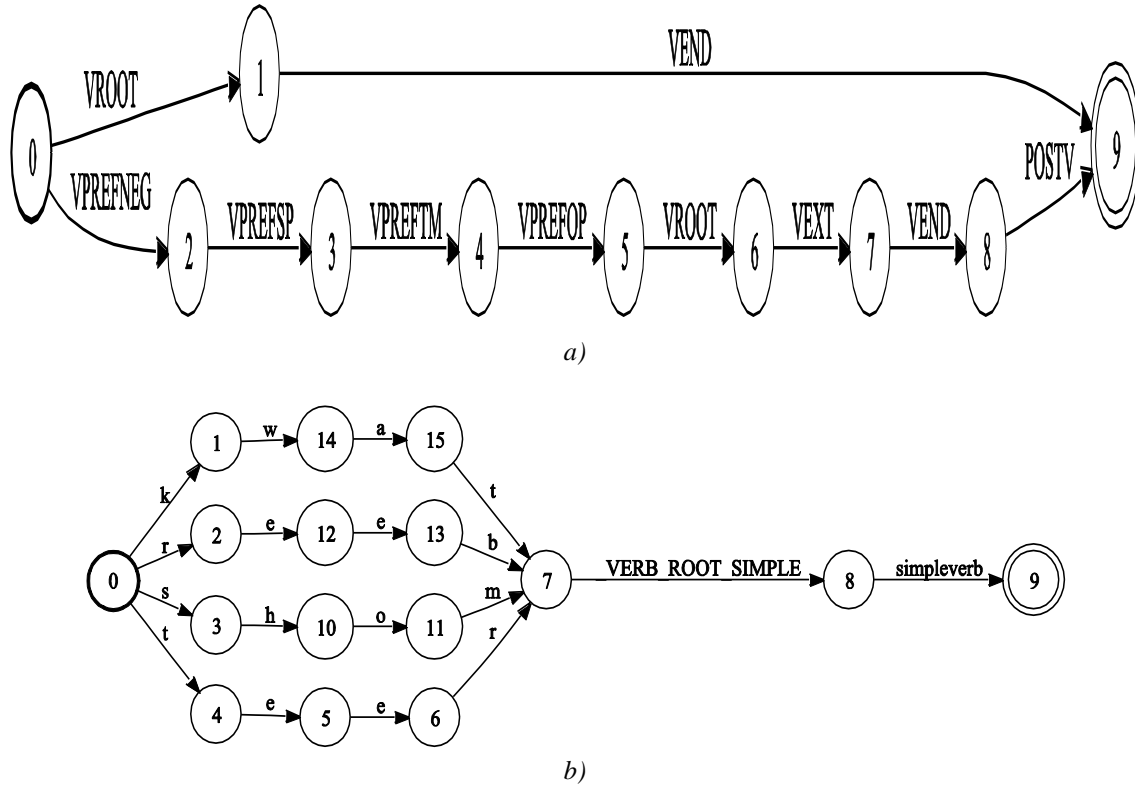 VROOT
VEND
0
1
9
VPREFNEG
VPREFSP
VPREFTM
VPREFOP
VROOT
VEXT
VEND
POSTV
2
3
4
5
6
7
8
a)
k
1
w
14
a
15
t
r
2
e
12
e
13
b
0
7
_VERB_ROOT_SIMPLE
8
simpleverb
9
s
3
h
10
o
11
m
t
4
e
5
e
6
r
b)